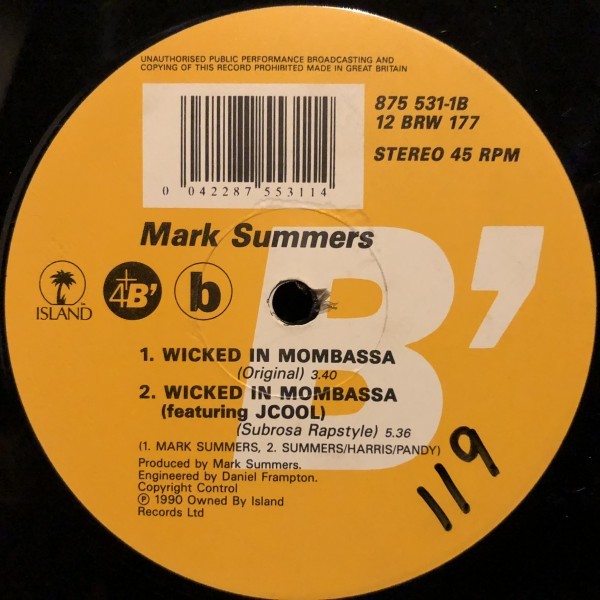 UNAUTHORISED PUBLIC PERFORMANCE BROADCASTING AND
COPYING OF THIS RECORD PROHIBITED MADE IN GREAT BRITAIN
875 531-1B
12 BRW 177
STEREO 45 RPM
0 042287 553114
Mark Summers
B'
ISLAND
4+B'
b
1. WICKED IN MOMBASSA
(Original) 3.40
2. WICKED IN MOMBASSA
(featuring JCOOL)
(Subrosa Rapstyle) 5.36
(1. MARK SUMMERS, 2. SUMMERS/HARRIS/PANDY)
Produced by Mark Summers.
Engineered by Daniel Frampton.
Copyright Control
℗ 1990 Owned By Island
Records Ltd
119